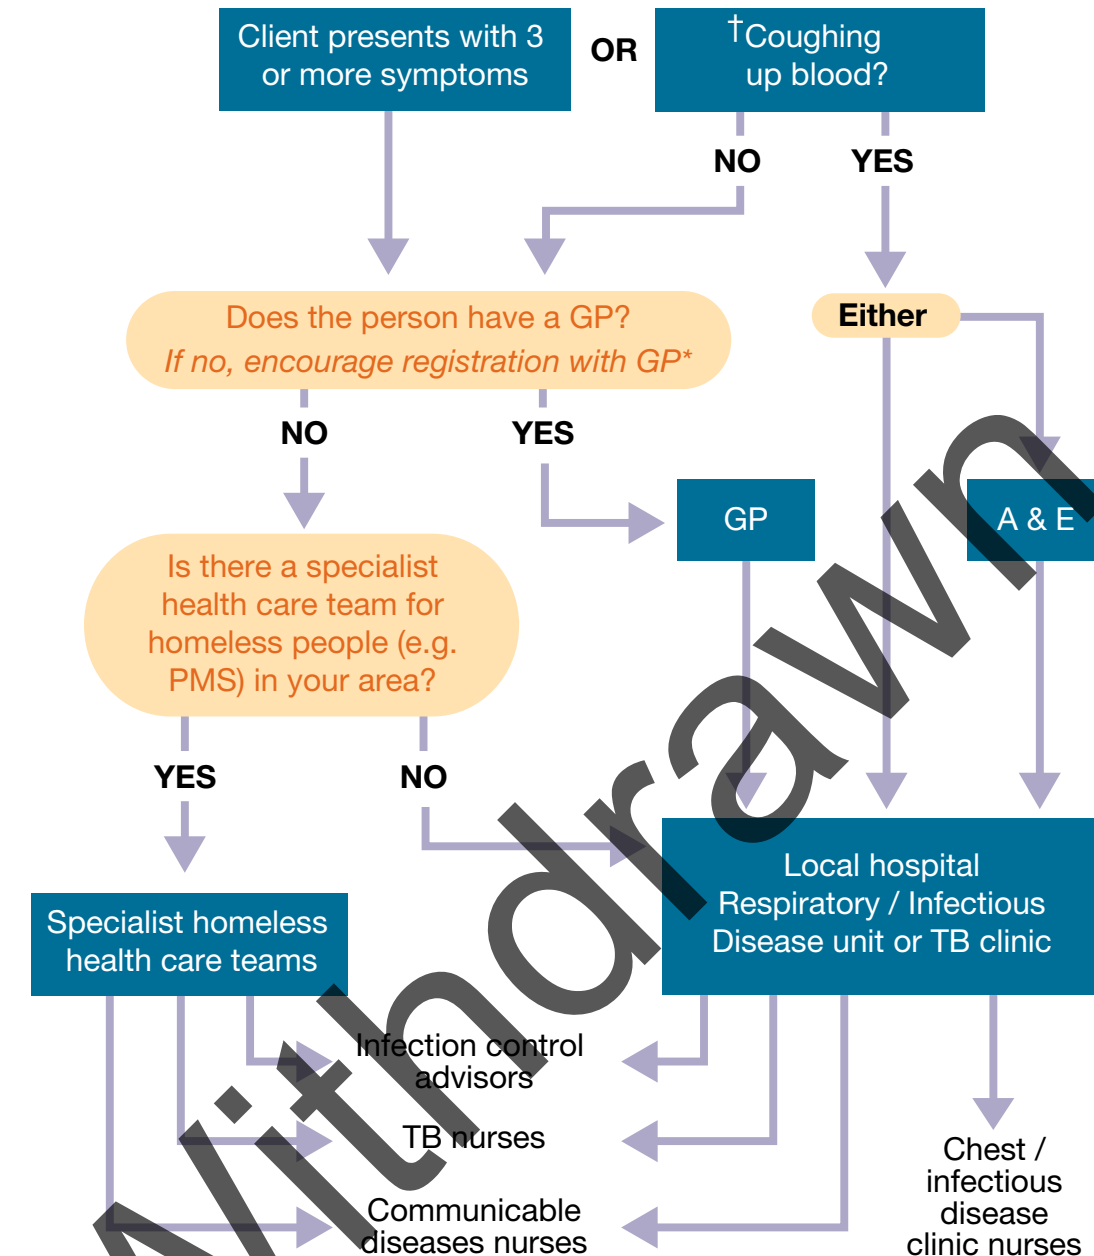 Client presents with 3
or more symptoms
OR
†Coughing
up blood?
NO
YES
Does the person have a GP?
If no, encourage registration with GP*
Either
NO
YES
GP
A & E
Is there a specialist
health care team for
homeless people (e.g.
PMS) in your area?
YES
NO
Local hospital
Respiratory / Infectious
Disease unit or TB clinic
Specialist homeless
health care teams
Infection control
advisors
TB nurses
Communicable
diseases nurses
Chest /
infectious
disease
clinic nurses
Withdrawn